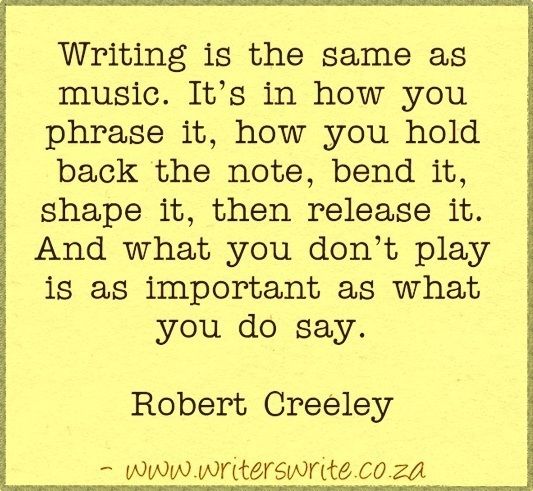 Writing is the same as
music. It's in how you
phrase it, how you hold
back the note, bend it,
shape it, then release it.
And what you don't play
is as important as what
you do say.
Robert Creeley
- www.writerswrite.co.za